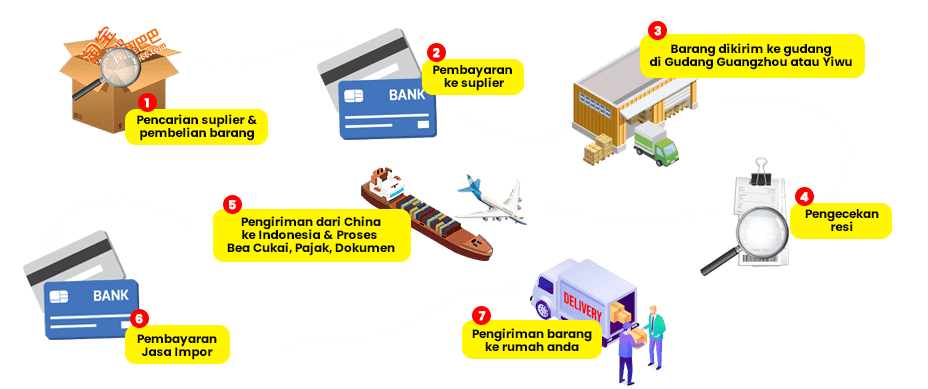 淘宝
1
Pencarian suplier &
pembelian barang
BANK
2
Pembayaran
ke suplier
3
Barang dikirim ke gudang
di Gudang Guangzhou atau Yiwu
4
Pengecekan
resi
5
Pengiriman dari China
ke Indonesia & Proses
Bea Cukai, Pajak, Dokumen
BANK
6
Pembayaran
Jasa Impor
DELIVERY
7
Pengiriman barang
ke rumah anda